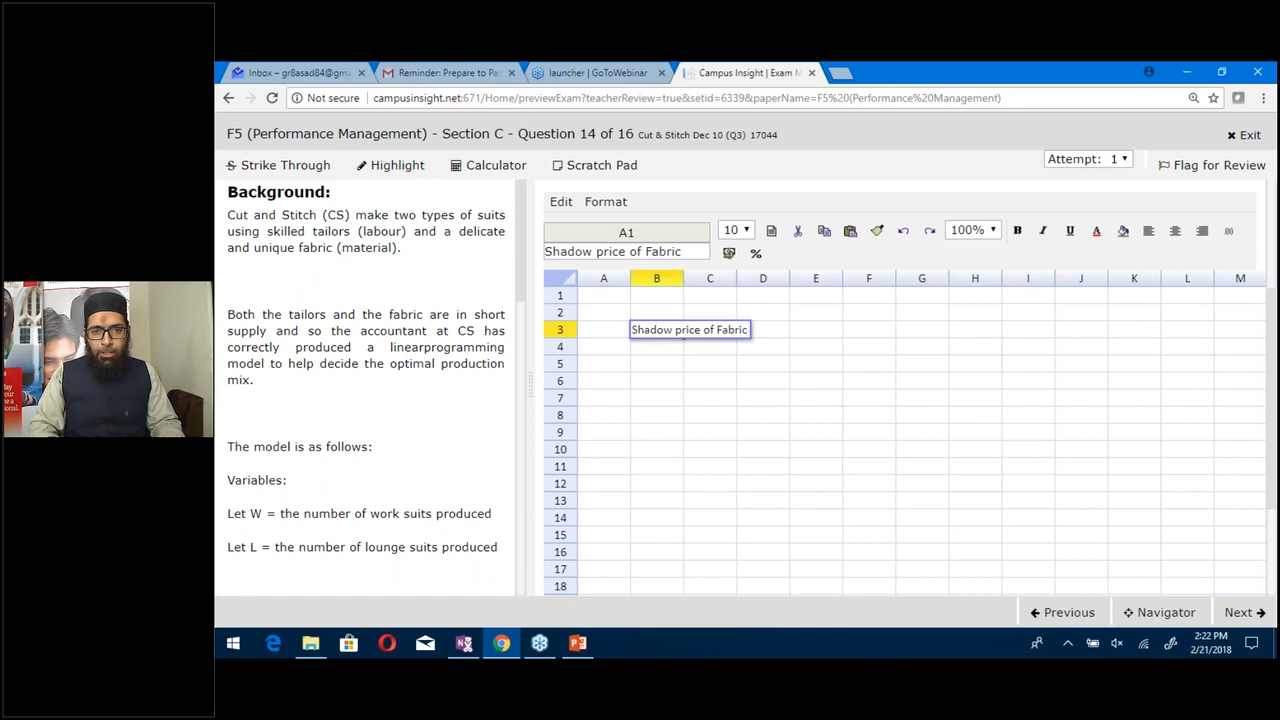 Inbox – gr8asad84@gma
Reminder: Prepare to Pa
launcher | GoToWebinar
Campus Insight | Exam M
Not secure
campusinsight.net:671/Home/previewExam?teacherReview=true&setid=6339&paperName=F5%20(Performance%20Management)
F5 (Performance Management) - Section C - Question 14 of 16 Cut & Stitch Dec 10 (Q3) 17044
Exit
Strike Through
Highlight
Calculator
Scratch Pad
Attempt: 1
Flag for Review
Background:
Cut and Stitch (CS) make two types of suits
using skilled tailors (labour) and a delicate
and unique fabric (material).
Both the tailors and the fabric are in short
supply and so the accountant at CS has
correctly produced a linearprogramming
model to help decide the optimal production
mix.
The model is as follows:
Variables:
Let W = the number of work suits produced
Let L = the number of lounge suits produced
Edit Format
A1
10
100%
B I U A
.00
Shadow price of Fabric
%
A B C D E F G H I J K L M
1
2
3 Shadow price of Fabric
4
5
6
7
8
9
10
11
12
13
14
15
16
17
18
Previous
Navigator
Next
2:22 PM
2/21/2018